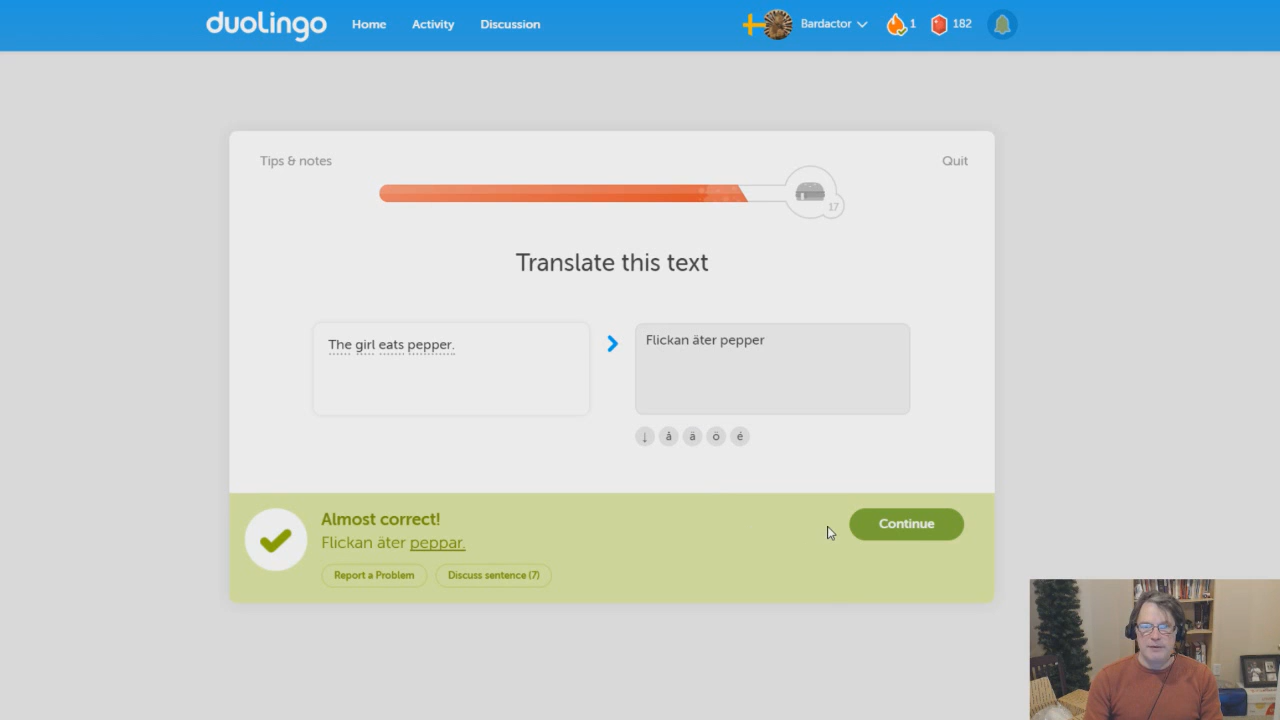 duolingo
Home Activity Discussion
Bardactor 1 182
Tips & notes
Quit
17
Translate this text
The girl eats pepper.
Flickan äter pepper
↓ å ä ö é
Almost correct!
Flickan äter peppar.
Continue
Report a Problem Discuss sentence (7)